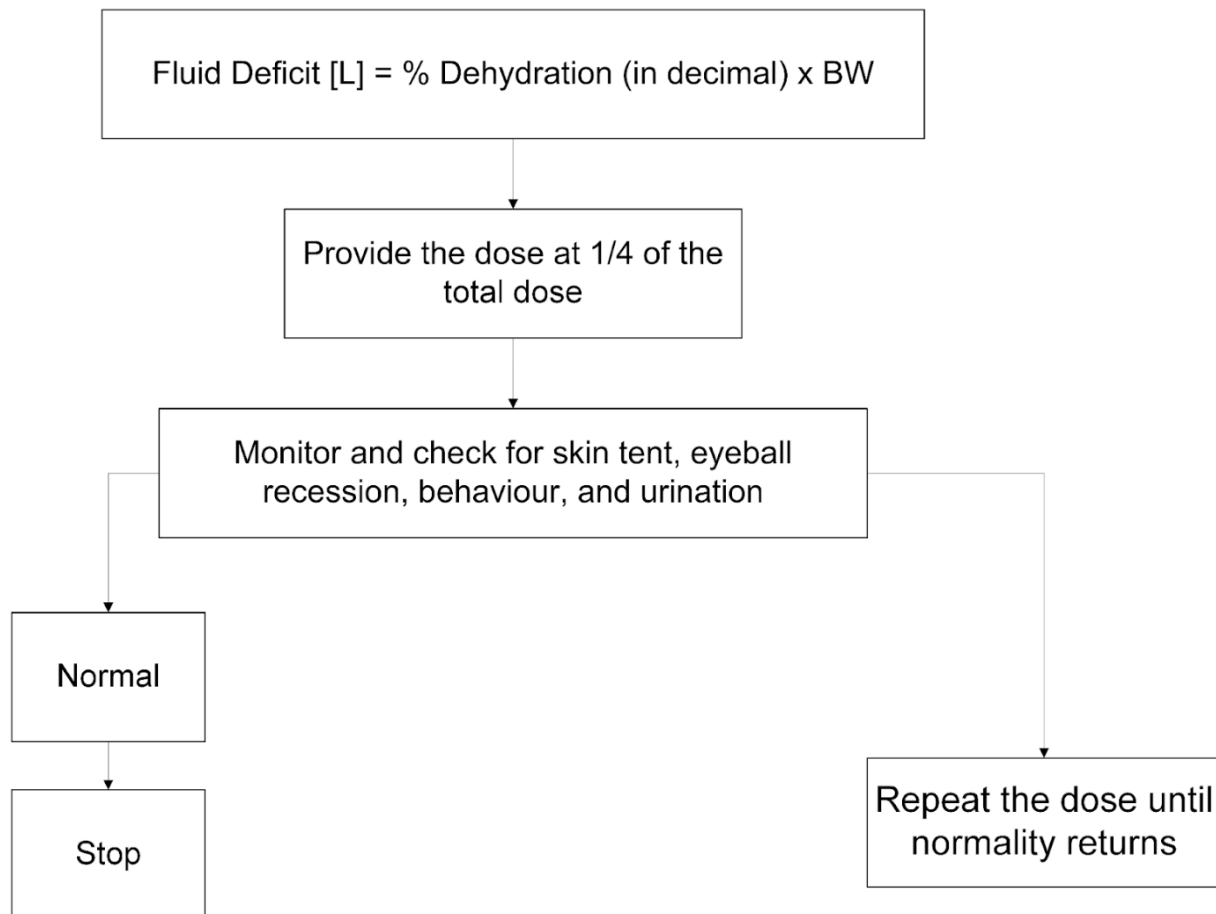 Fluid Deficit [L] = % Dehydration (in decimal) x BW
Provide the dose at 1/4 of the
total dose
Monitor and check for skin tent, eyeball
recession, behaviour, and urination
Normal
Stop
Repeat the dose until
normality returns